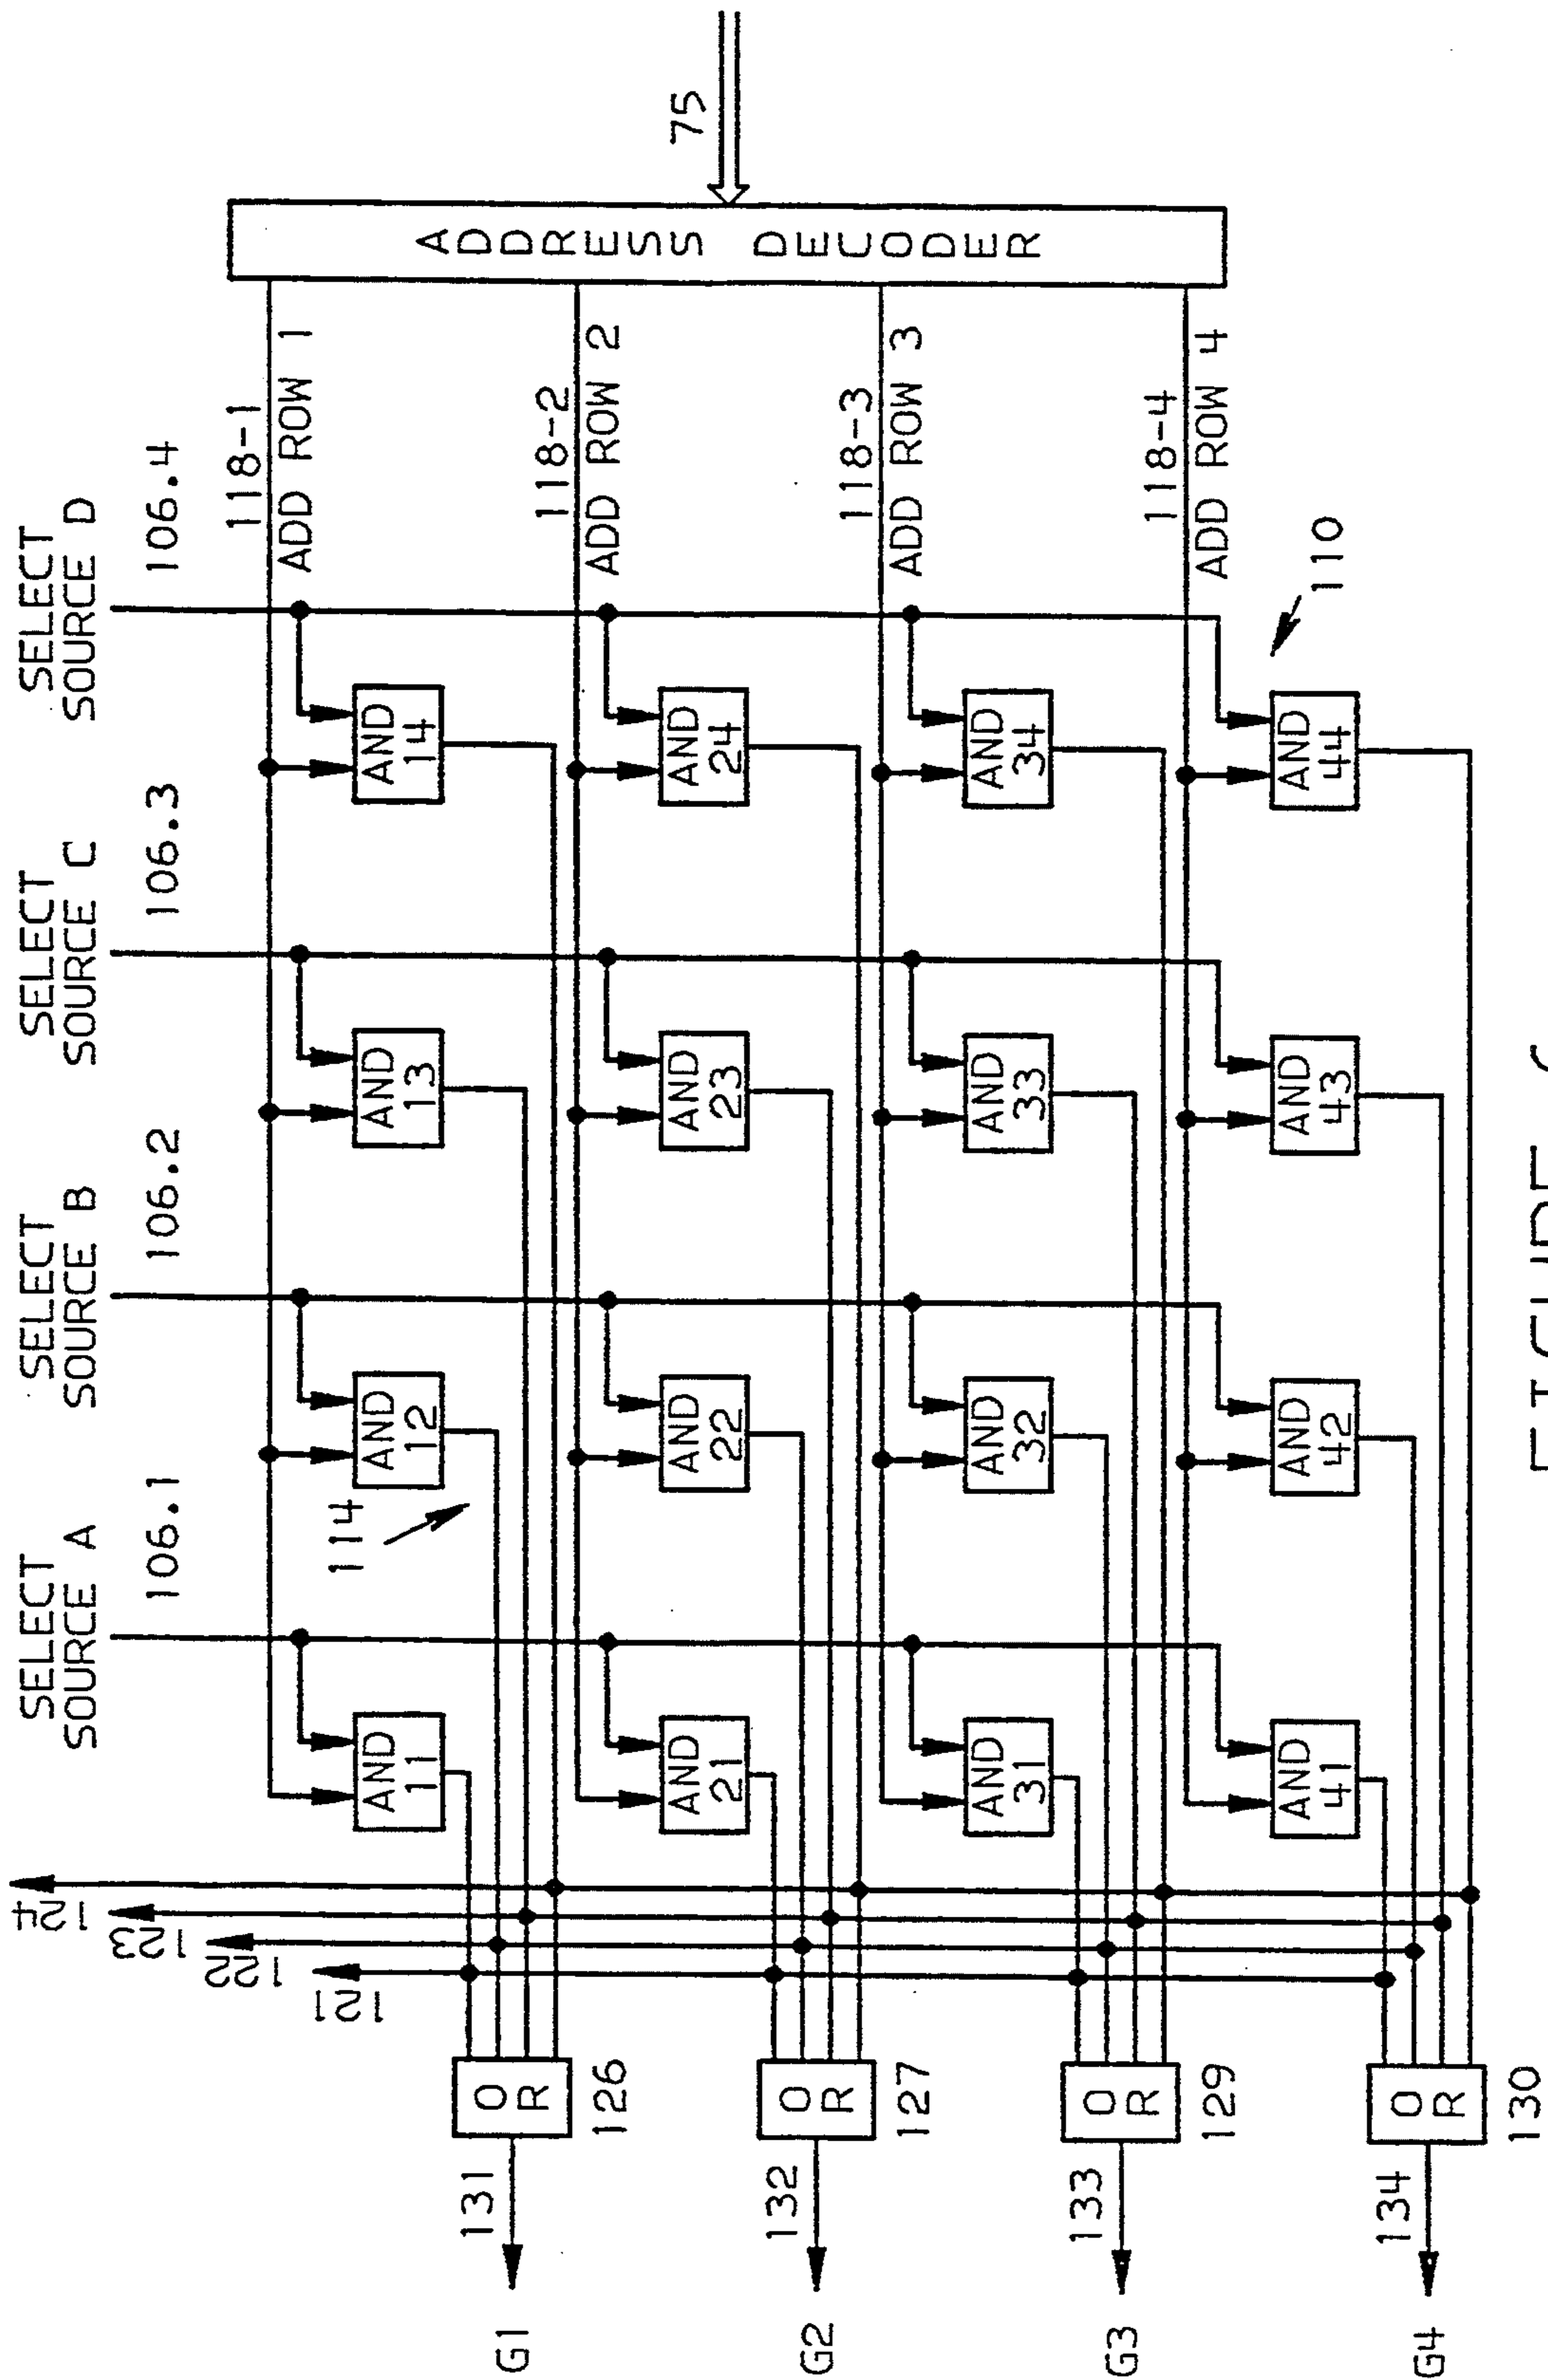 SELECT
SOURCE A
SELECT
SOURCE B
SELECT
SOURCE C
SELECT
SOURCE D
106.1
106.2
106.3
106.4
124
123
122
121
118-1
ADD ROW 1
114
AND
11
AND
12
AND
13
AND
14
131
OR
126
G1
118-2
ADD ROW 2
AND
21
AND
22
AND
23
AND
24
132
OR
127
G2
118-3
ADD ROW 3
AND
31
AND
32
AND
33
AND
34
133
OR
129
G3
118-4
ADD ROW 4
110
AND
41
AND
42
AND
43
AND
44
134
OR
130
G4
ADDRESS DECODER
75
FIGURE